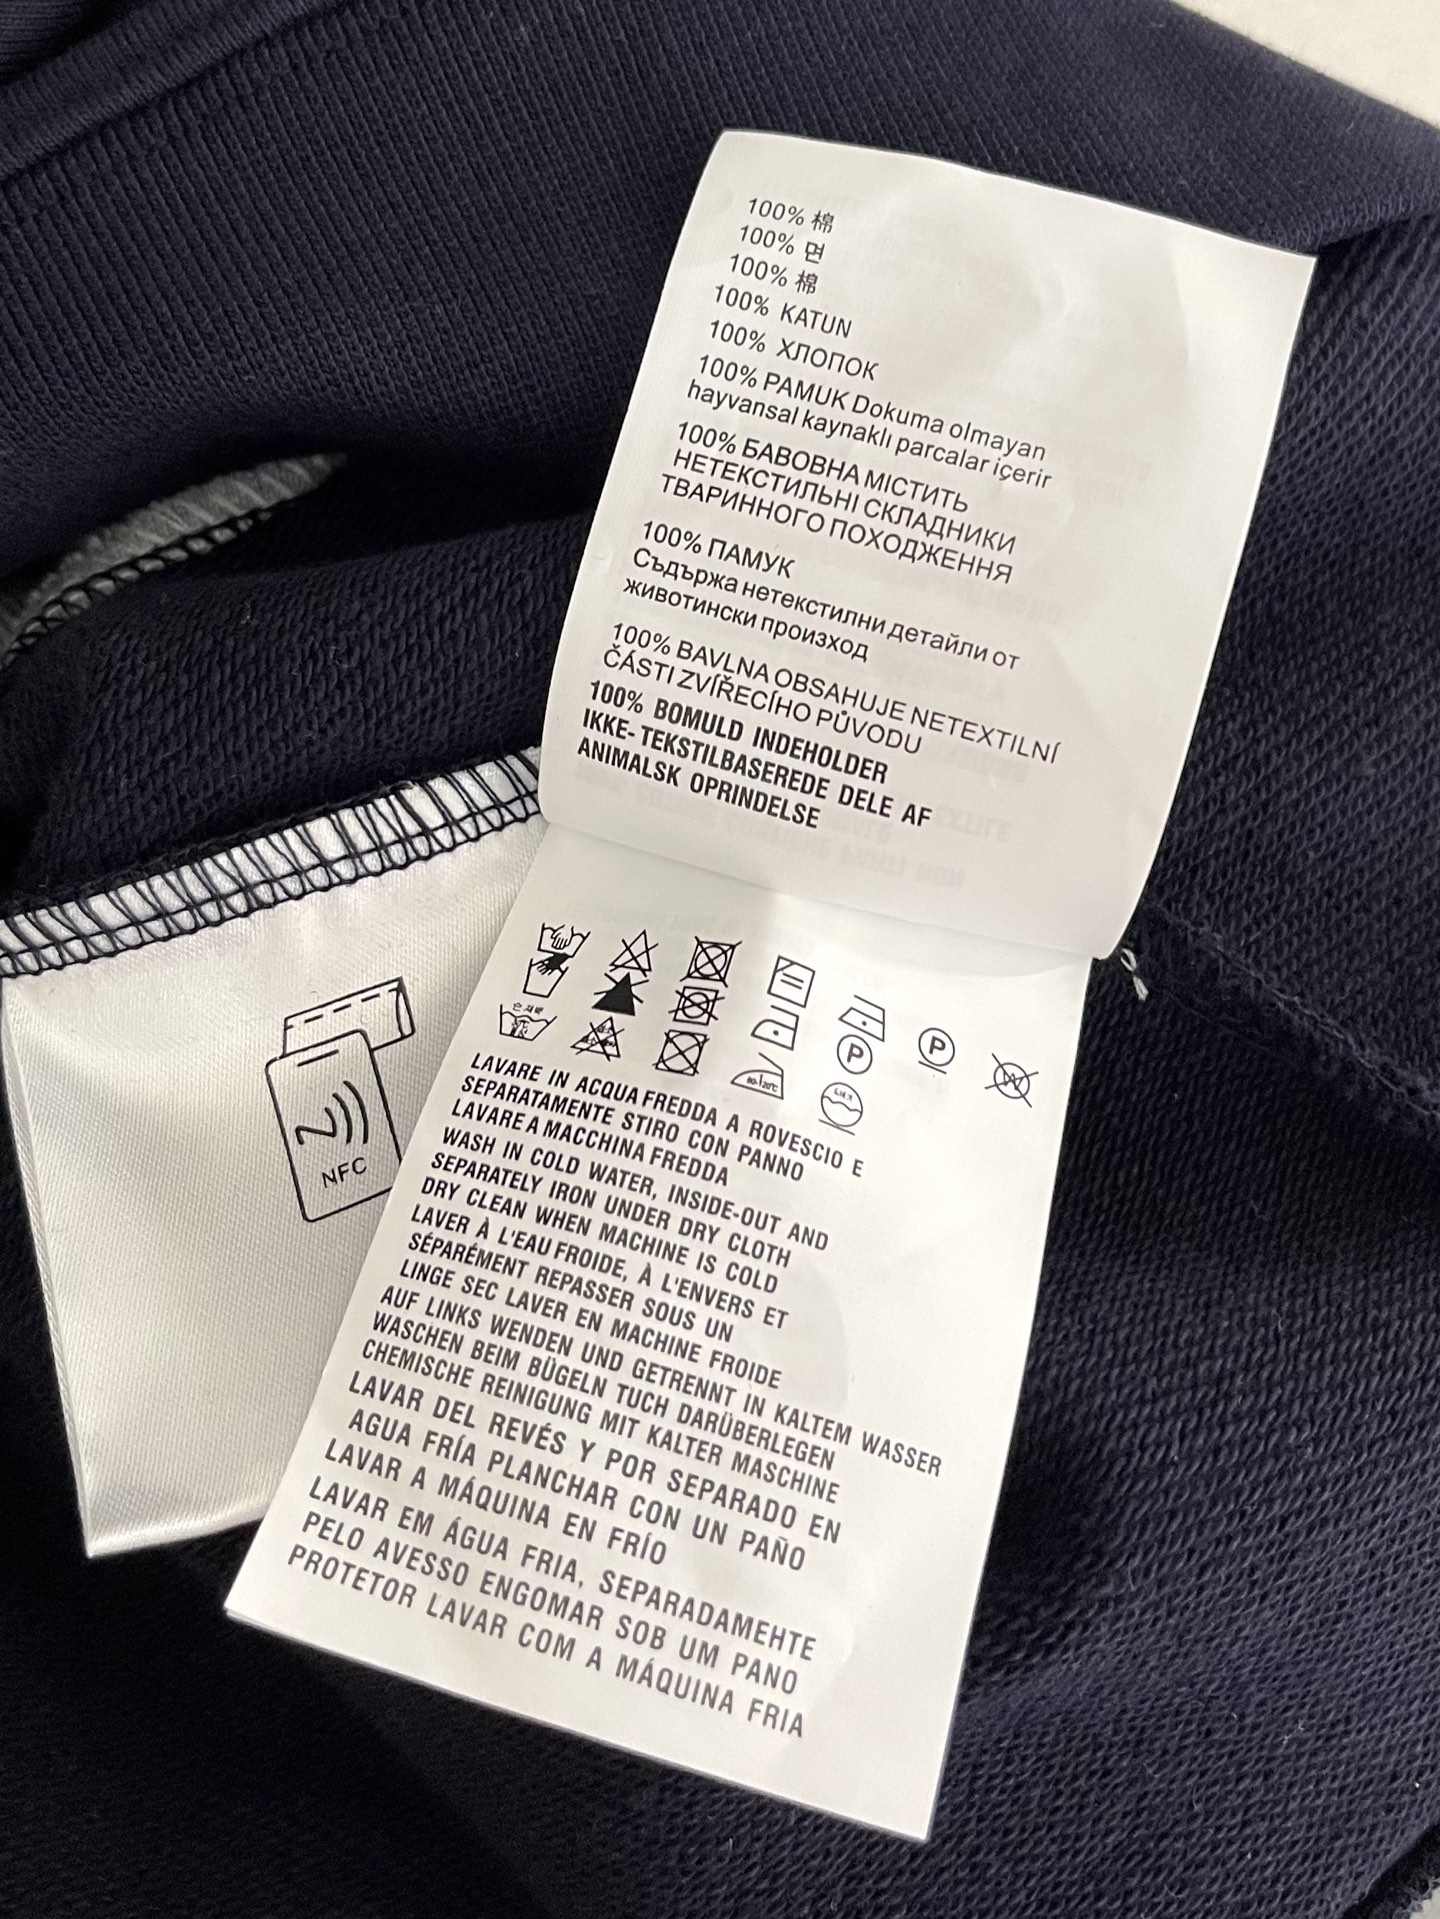 100% 棉
100% 면
100% 棉
100% KATUN
100% ХЛОПОК
100% PAMUK Dokuma olmayan
hayvansal kaynaklı parcalar içerir
100% БАВОВНА МІСТИТЬ
НЕТЕКСТИЛЬНІ СКЛАДНИКИ
ТВАРИННОГО ПОХОДЖЕННЯ
100% ПАМУК
Съдържа нетекстилни детайли от
животински произход
100% BAVLNA OBSAHUJE NETEXTILNÍ
ČÁSTI ZVÍŘECÍHO PŮVODU
100% BOMULD INDEHOLDER
IKKE-TEKSTILBASEREDE DELE AF
ANIMALSK OPRINDELSE
P
P
W
80-120℃
NFC
LAVARE IN ACQUA FREDDA A ROVESCIO E
SEPARATAMENTE STIRO CON PANNO
LAVARE A MACCHINA FREDDA
WASH IN COLD WATER, INSIDE-OUT AND
SEPARATELY IRON UNDER DRY CLOTH
DRY CLEAN WHEN MACHINE IS COLD
LAVER À L'EAU FROIDE, À L'ENVERS ET
SÉPARÉMENT REPASSER SOUS UN
LINGE SEC LAVER EN MACHINE FROIDE
AUF LINKS WENDEN UND GETRENNT IN KALTEM WASSER
WASCHEN BEIM BÜGELN TUCH DARÜBERLEGEN
CHEMISCHE REINIGUNG MIT KALTER MASCHINE
LAVAR DEL REVÉS Y POR SEPARADO EN
AGUA FRÍA PLANCHAR CON UN PAÑO
LAVAR A MÁQUINA EN FRÍO
LAVAR EM ÁGUA FRIA, SEPARADAMEHTE
PELO AVESSO ENGOMAR SOB UM PANO
PROTETOR LAVAR COM A MÁQUINA FRIA